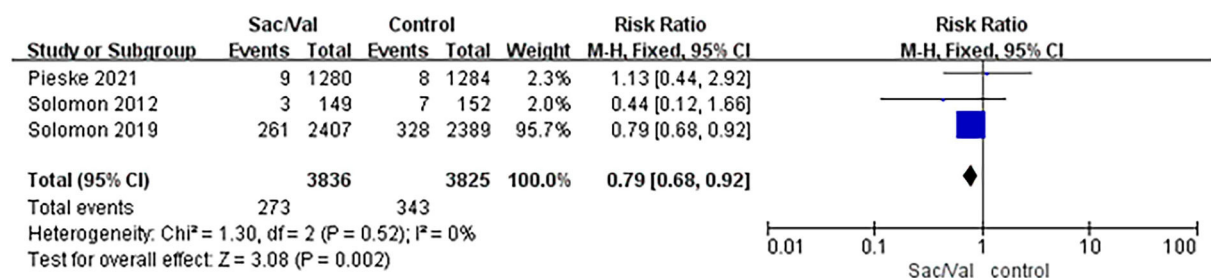 Sac/Val Control Risk Ratio Risk Ratio
Study or Subgroup Events Total Events Total Weight M-H, Fixed, 95% CI M-H, Fixed, 95% CI
Pieske 2021 9 1280 8 1284 2.3% 1.13 [0.44, 2.92]
Solomon 2012 3 149 7 152 2.0% 0.44 [0.12, 1.66]
Solomon 2019 261 2407 328 2389 95.7% 0.79 [0.68, 0.92]
Total (95% CI) 3836 3825 100.0% 0.79 [0.68, 0.92]
Total events 273 343
Heterogeneity: Chi² = 1.30, df = 2 (P = 0.52); I² = 0%
Test for overall effect: Z = 3.08 (P = 0.002)
0.01 0.1 1 10 100
Sac/Val control